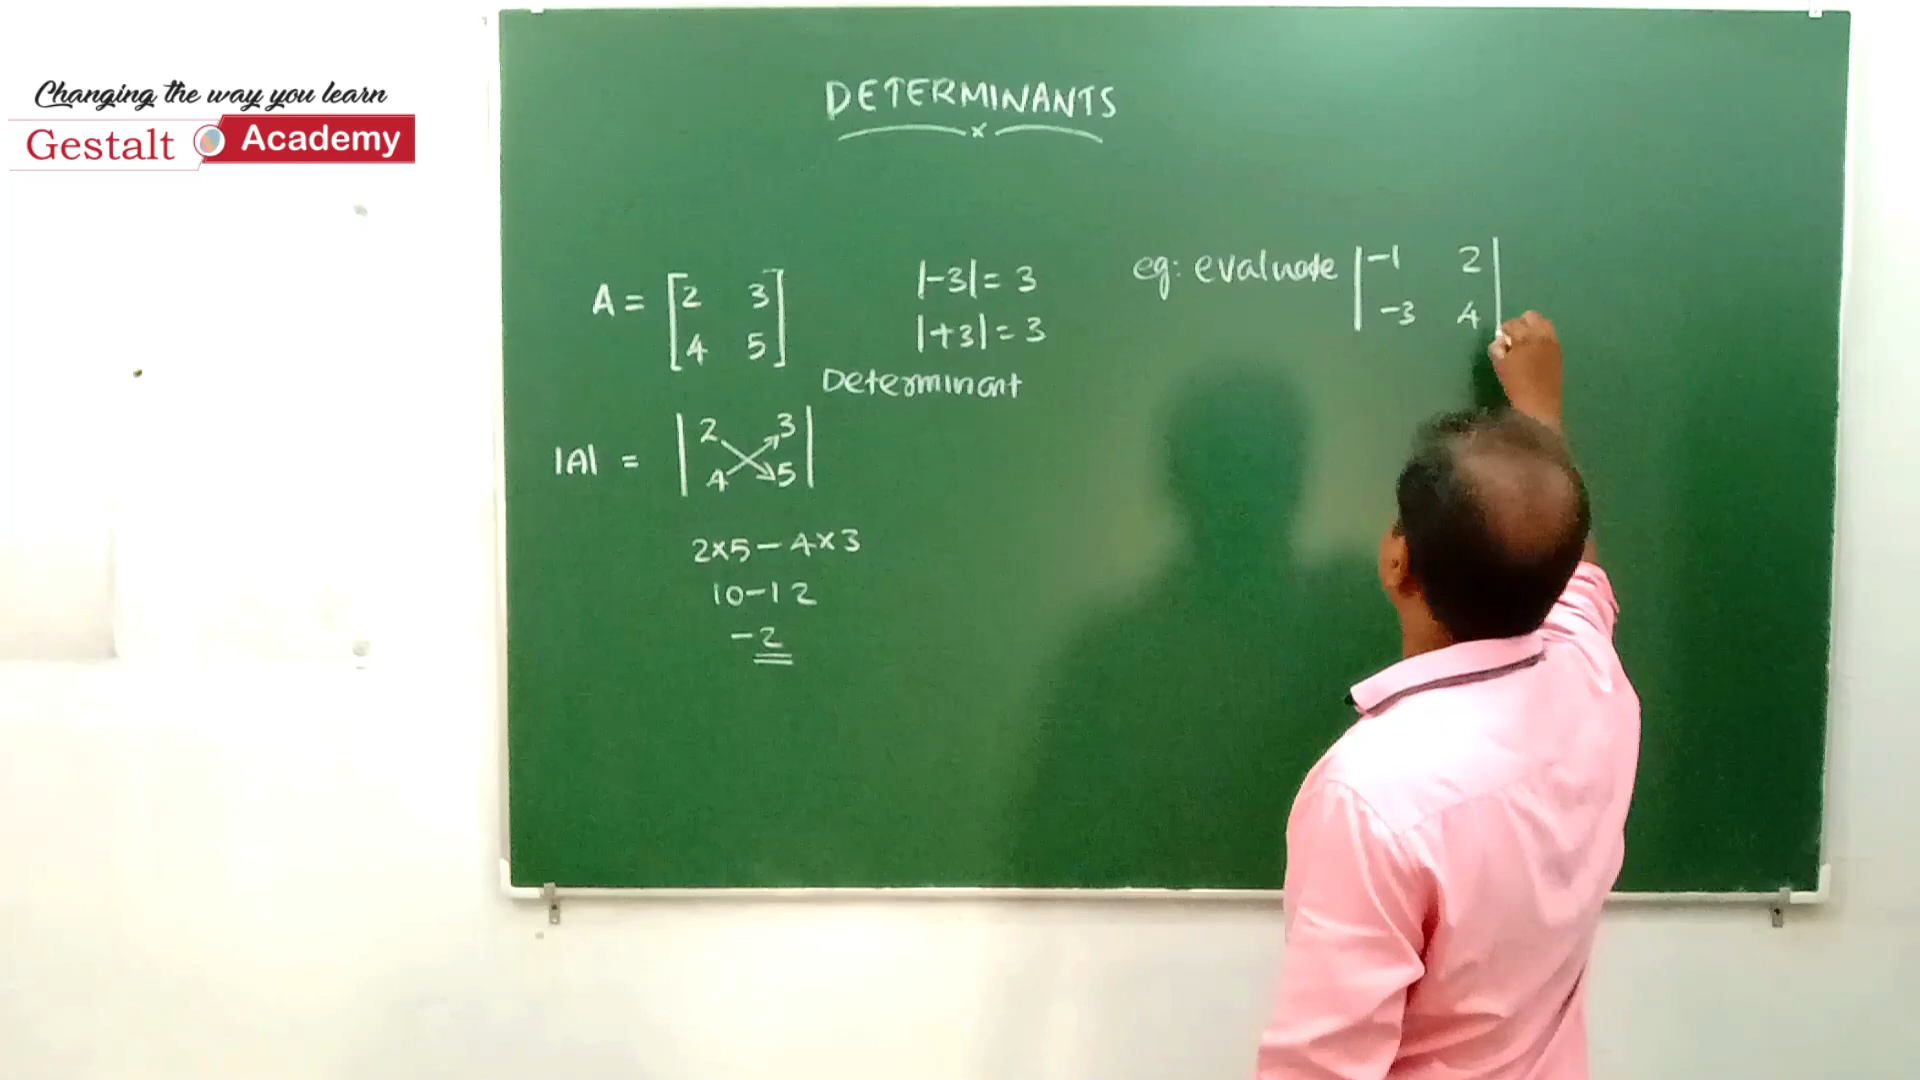 Changing the way you learn
Gestalt Academy
DETERMINANTS
x
A = [2 3
4 5]
|-3| = 3
|+3| = 3
Determinant
|A| = |2 3|
|4 5|
2×5 - 4×3
10-12
-2
eg: evaluate |-1 2|
|-3 4|